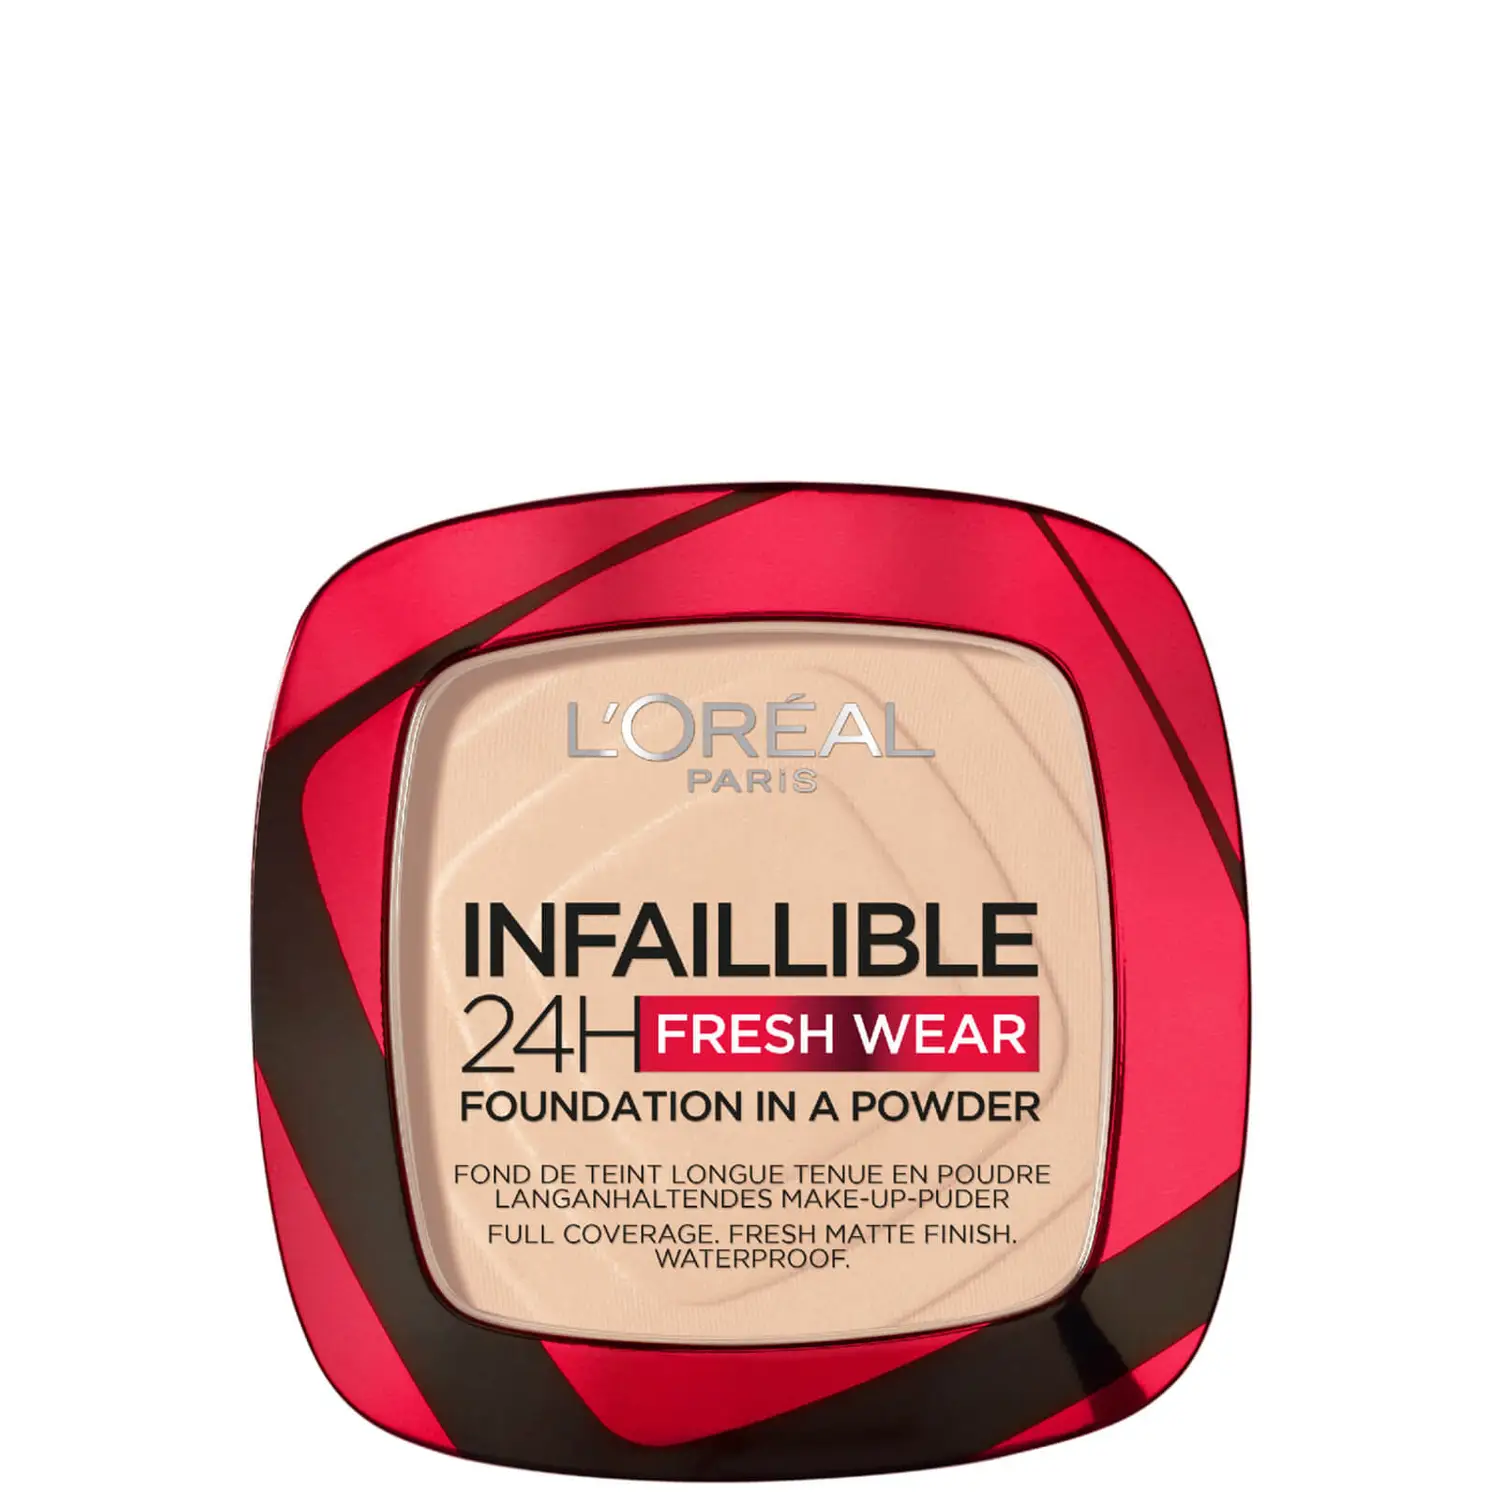 L'ORÉAL
PARiS
INFAILLIBLE
24H FRESH WEAR
FOUNDATION IN A POWDER
FOND DE TEINT LONGUE TENUE EN POUDRE
LANGANHALTENDES MAKE-UP-PUDER
FULL COVERAGE. FRESH MATTE FINISH.
WATERPROOF.